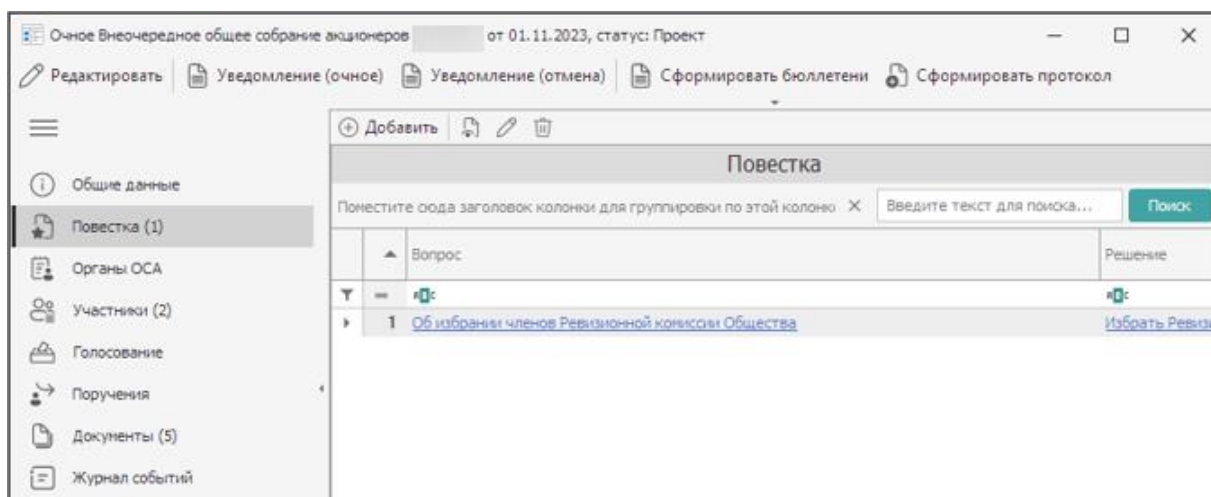 Очное Внеочередное общее собрание акционеров от 01.11.2023, статус: Проект
Редактировать Уведомление (очное) Уведомление (отмена) Сформировать бюллетени Сформировать протокол
Добавить
Повестка
Поместите сюда заголовок колонки для группировки по этой колонке Введите текст для поиска... Поиск
Вопрос Решение
1 Об избрании членов Ревизионной комиссии Общества Избрать Ревизи
Общие данные
Повестка (1)
Органы ОСА
Участники (2)
Голосование
Поручения
Документы (5)
Журнал событий